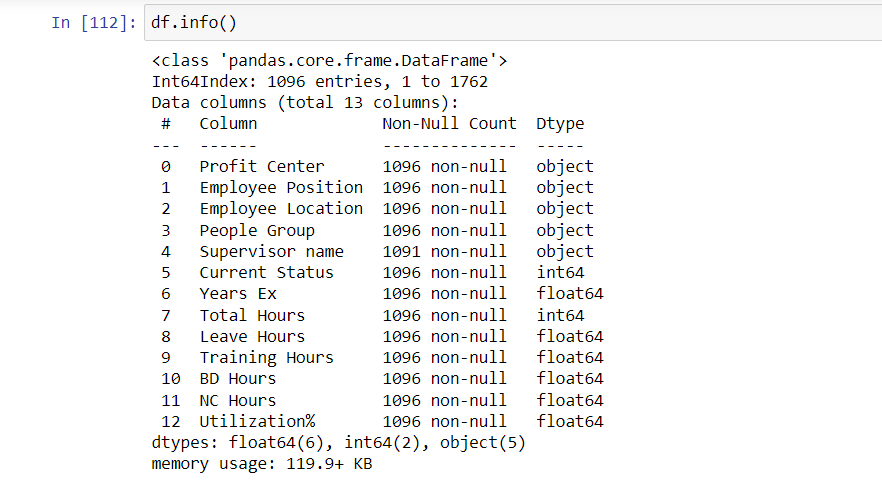 In [112]: df.info()
<class 'pandas.core.frame.DataFrame'>
Int64Index: 1096 entries, 1 to 1762
Data columns (total 13 columns):
 #   Column             Non-Null Count  Dtype
---  ------             --------------  -----
 0   Profit Center      1096 non-null   object
 1   Employee Position  1096 non-null   object
 2   Employee Location  1096 non-null   object
 3   People Group       1096 non-null   object
 4   Supervisor name    1091 non-null   object
 5   Current Status     1096 non-null   int64
 6   Years Ex           1096 non-null   float64
 7   Total Hours        1096 non-null   int64
 8   Leave Hours        1096 non-null   float64
 9   Training Hours     1096 non-null   float64
 10  BD Hours           1096 non-null   float64
 11  NC Hours           1096 non-null   float64
 12  Utilization%       1096 non-null   float64
dtypes: float64(6), int64(2), object(5)
memory usage: 119.9+ KB